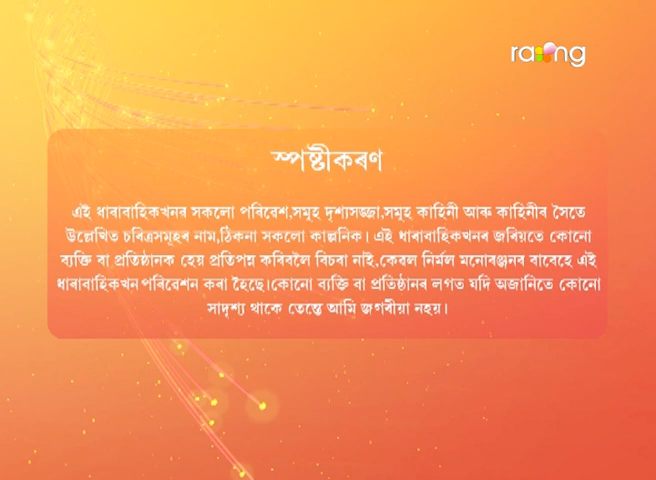 raong
স্পষ্টীকৰণ
এই ধাৰাবাহিকখনৰ সকলো পৰিৱেশ,সমূহ দৃশ্যসজ্জা,সমূহ কাহিনী আৰু কাহিনীৰ সৈতে
উল্লেখিত চৰিত্ৰসমূহৰ নাম,ঠিকনা সকলো কাল্পনিক। এই ধাৰাবাহিকখনৰ জৰিয়তে কোনো
ব্যক্তি বা প্ৰতিষ্ঠানক হেয় প্ৰতিপন্ন কৰিবলৈ বিচৰা নাই,কেৱল নিৰ্মল মনোৰঞ্জনৰ বাবেহে এই
ধাৰাবাহিকখন পৰিৱেশন কৰা হৈছে।কোনো ব্যক্তি বা প্ৰতিষ্ঠানৰ লগত যদি অজানিতে কোনো
সাদৃশ্য থাকে তেন্তে আমি জগৰীয়া নহয়।